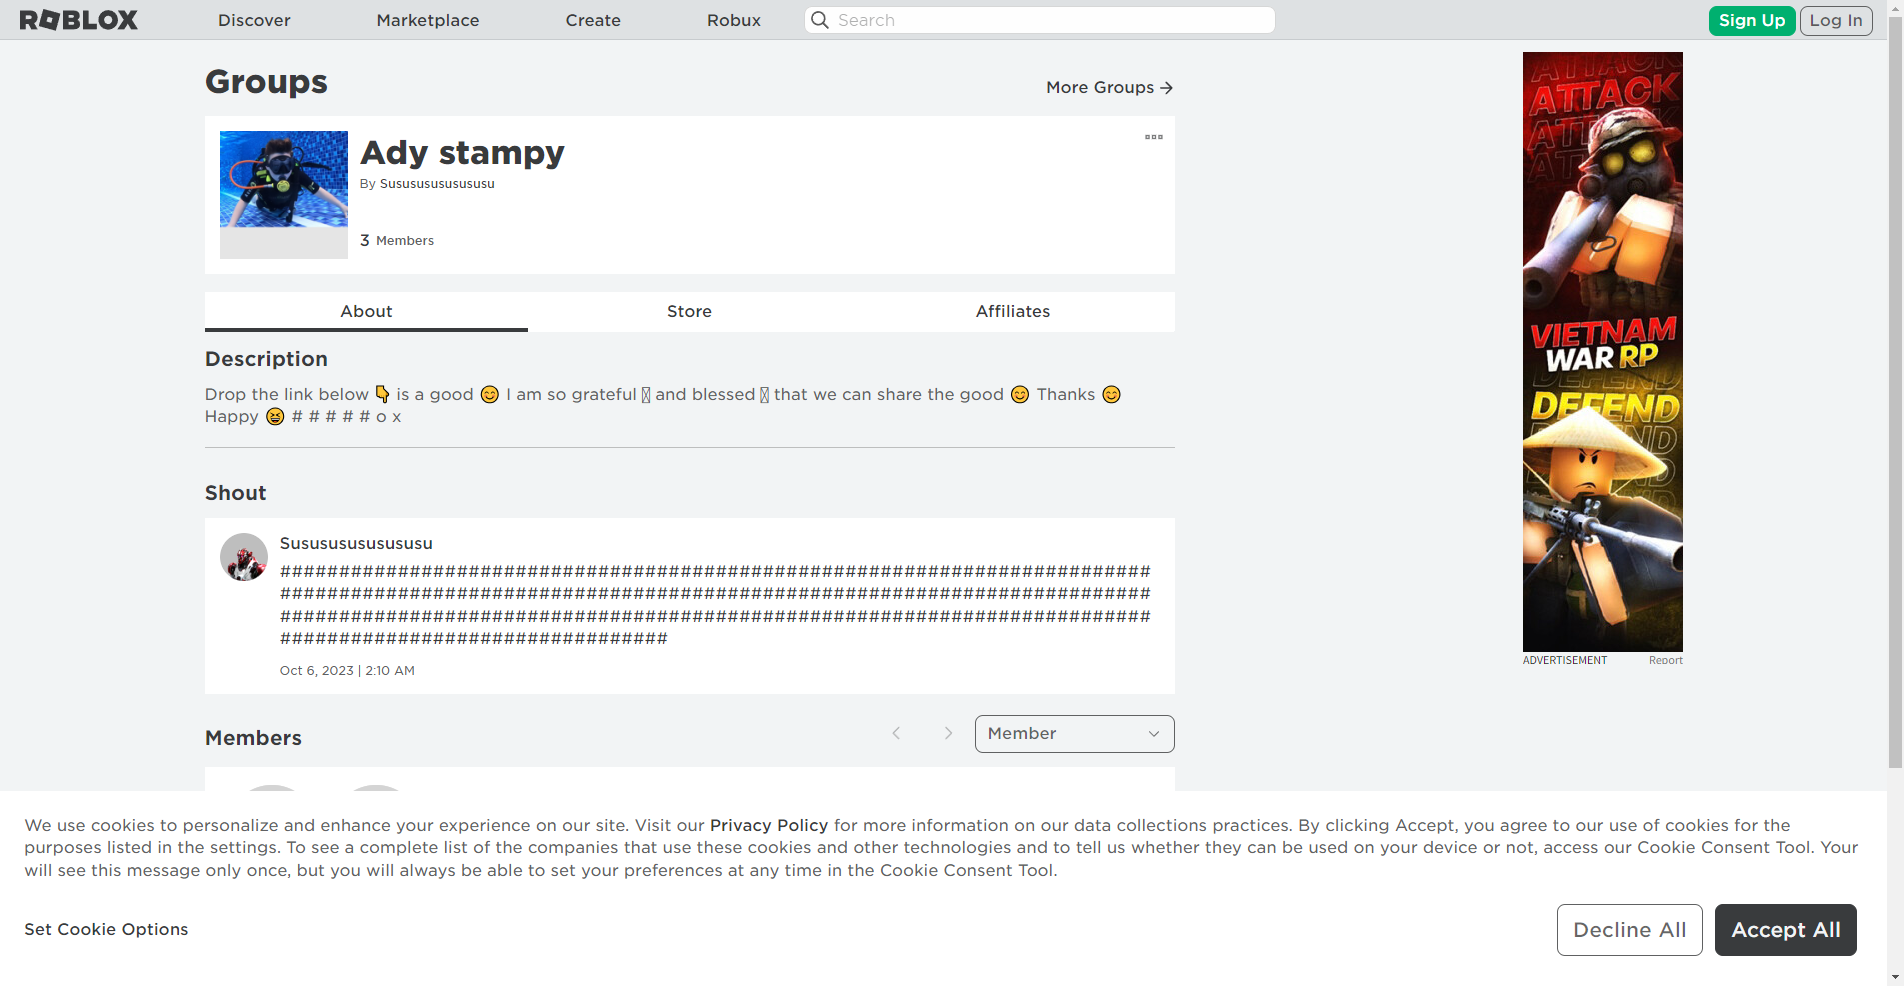 ROBLOX Discover Marketplace Create Robux Search Sign Up Log In
Groups
More Groups →
Ady stampy
By Sususususususu
3 Members
About Store Affiliates
Description
Drop the link below 👇 is a good 😊 I am so grateful and blessed that we can share the good 😊 Thanks 😊
Happy 😆 # # # # # o x
Shout
Sususususususu
##########################################################################
##########################################################################
##########################################################################
#################################
Oct 6, 2023 | 2:10 AM
Members
Member
ATTACK
ATTACK
VIETNAM
WAR RP
DEFEND
DEFEND
ADVERTISEMENT Report
We use cookies to personalize and enhance your experience on our site. Visit our Privacy Policy for more information on our data collections practices. By clicking Accept, you agree to our use of cookies for the
purposes listed in the settings. To see a complete list of the companies that use these cookies and other technologies and to tell us whether they can be used on your device or not, access our Cookie Consent Tool. Your
will see this message only once, but you will always be able to set your preferences at any time in the Cookie Consent Tool.
Set Cookie Options
Decline All
Accept All